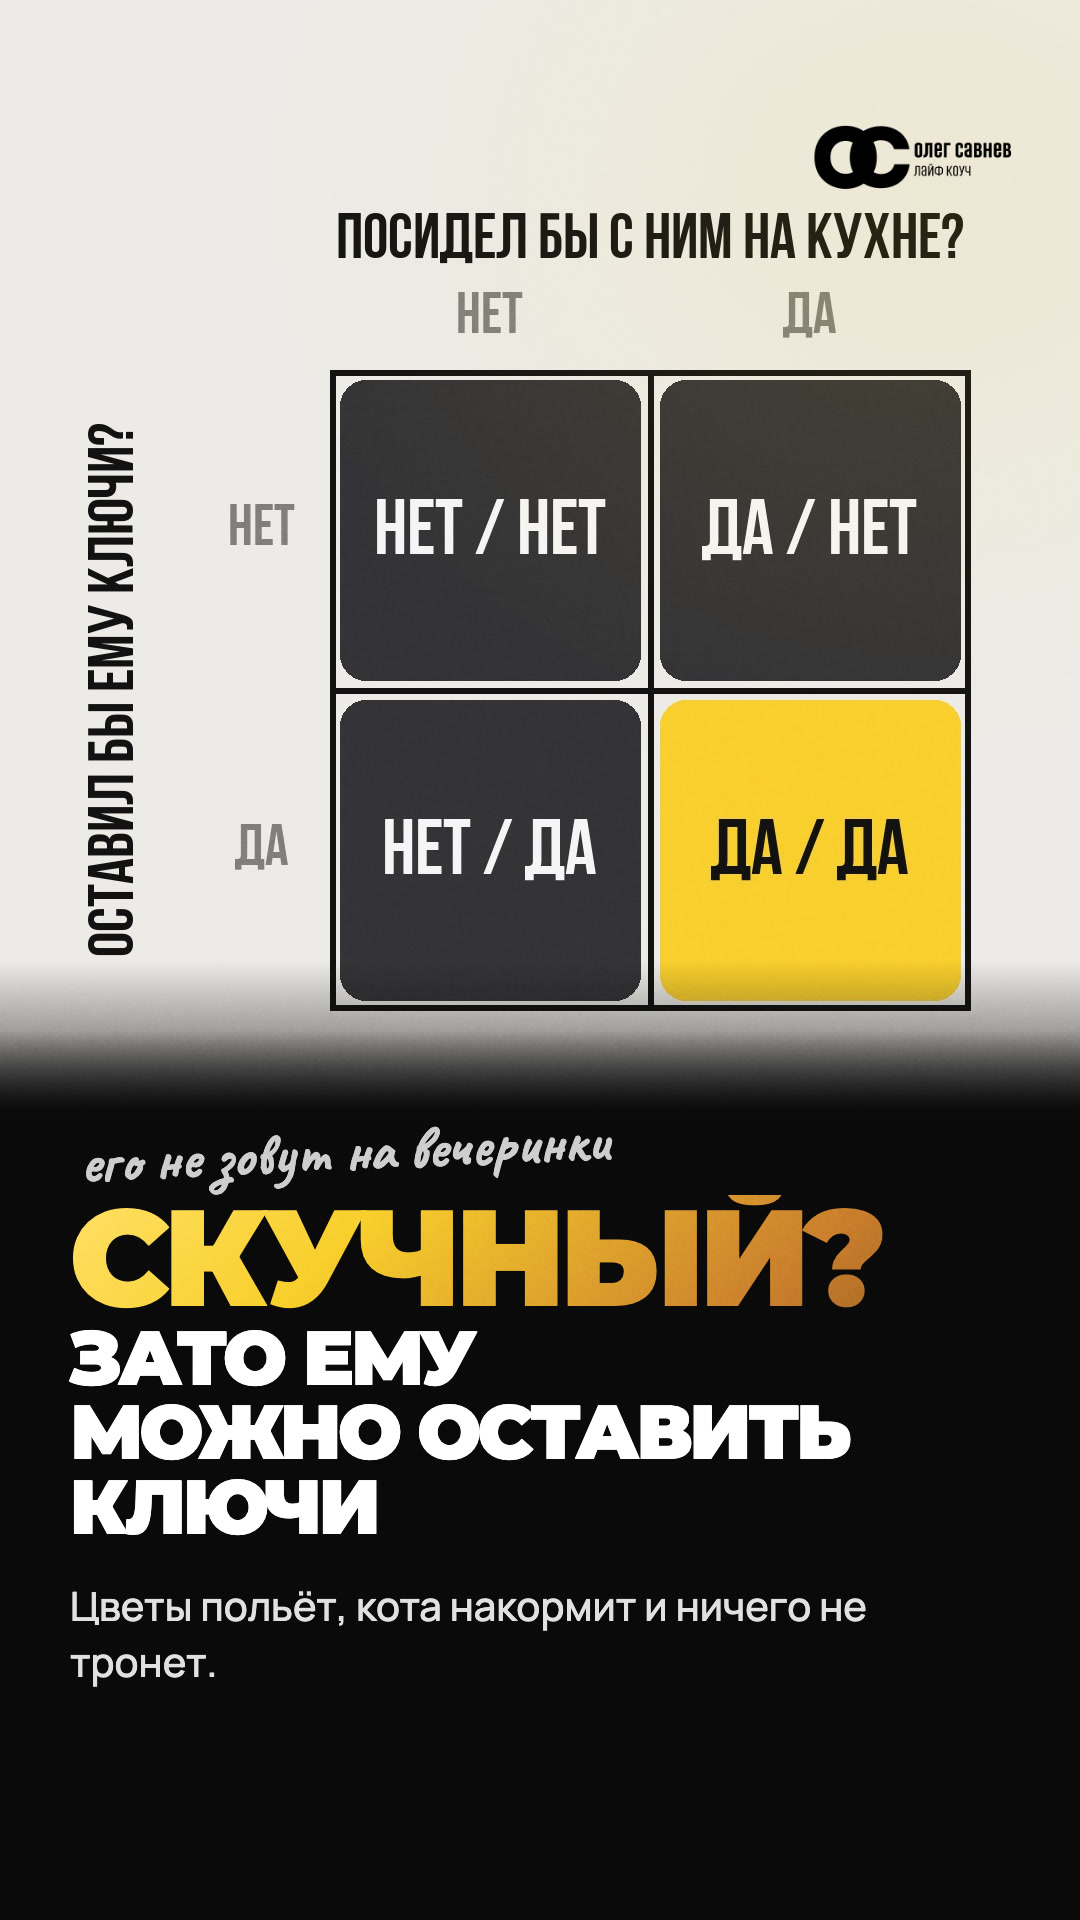 ОС олег савнев
лайф коуч
ПОСИДЕЛ БЫ С НИМ НА КУХНЕ?
НЕТ ДА
ОСТАВИЛ БЫ ЕМУ КЛЮЧИ?
НЕТ
НЕТ / НЕТ
ДА / НЕТ
ДА
НЕТ / ДА
ДА / ДА
его не зовут на вечеринки
СКУЧНЫЙ?
ЗАТО ЕМУ
МОЖНО ОСТАВИТЬ
КЛЮЧИ
Цветы польёт, кота накормит и ничего не
тронет.